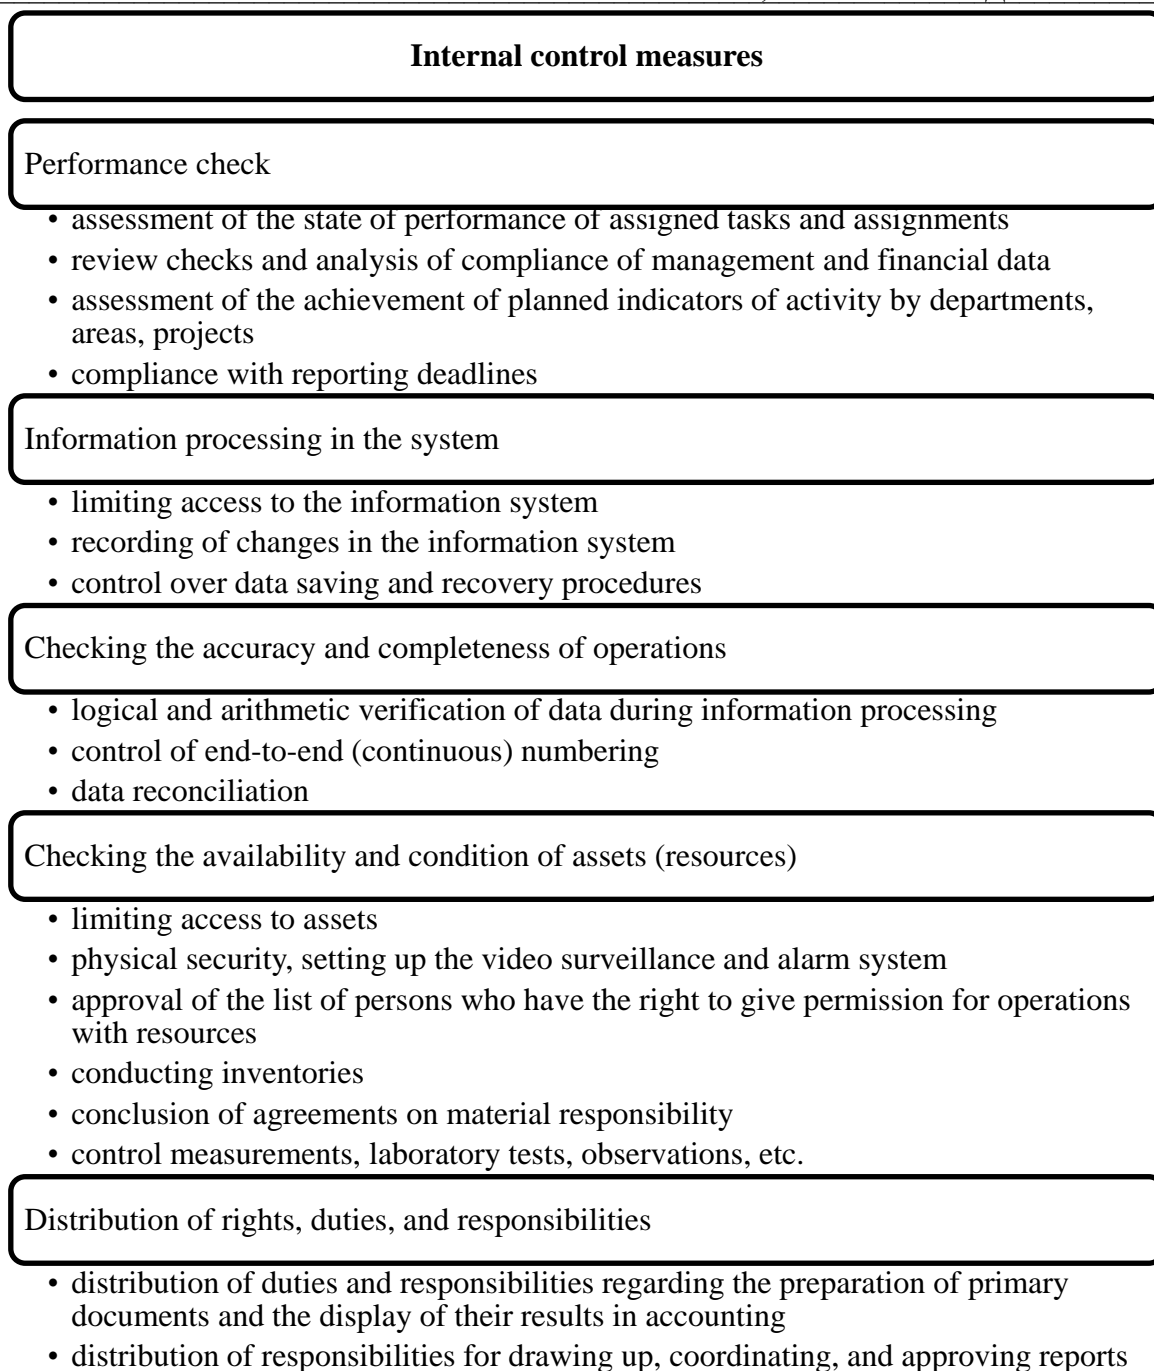 Internal control measures
Performance check
• assessment of the state of performance of assigned tasks and assignments
• review checks and analysis of compliance of management and financial data
• assessment of the achievement of planned indicators of activity by departments,
areas, projects
• compliance with reporting deadlines
Information processing in the system
• limiting access to the information system
• recording of changes in the information system
• control over data saving and recovery procedures
Checking the accuracy and completeness of operations
• logical and arithmetic verification of data during information processing
• control of end-to-end (continuous) numbering
• data reconciliation
Checking the availability and condition of assets (resources)
• limiting access to assets
• physical security, setting up the video surveillance and alarm system
• approval of the list of persons who have the right to give permission for operations
with resources
• conducting inventories
• conclusion of agreements on material responsibility
• control measurements, laboratory tests, observations, etc.
Distribution of rights, duties, and responsibilities
• distribution of duties and responsibilities regarding the preparation of primary
documents and the display of their results in accounting
• distribution of responsibilities for drawing up, coordinating, and approving reports